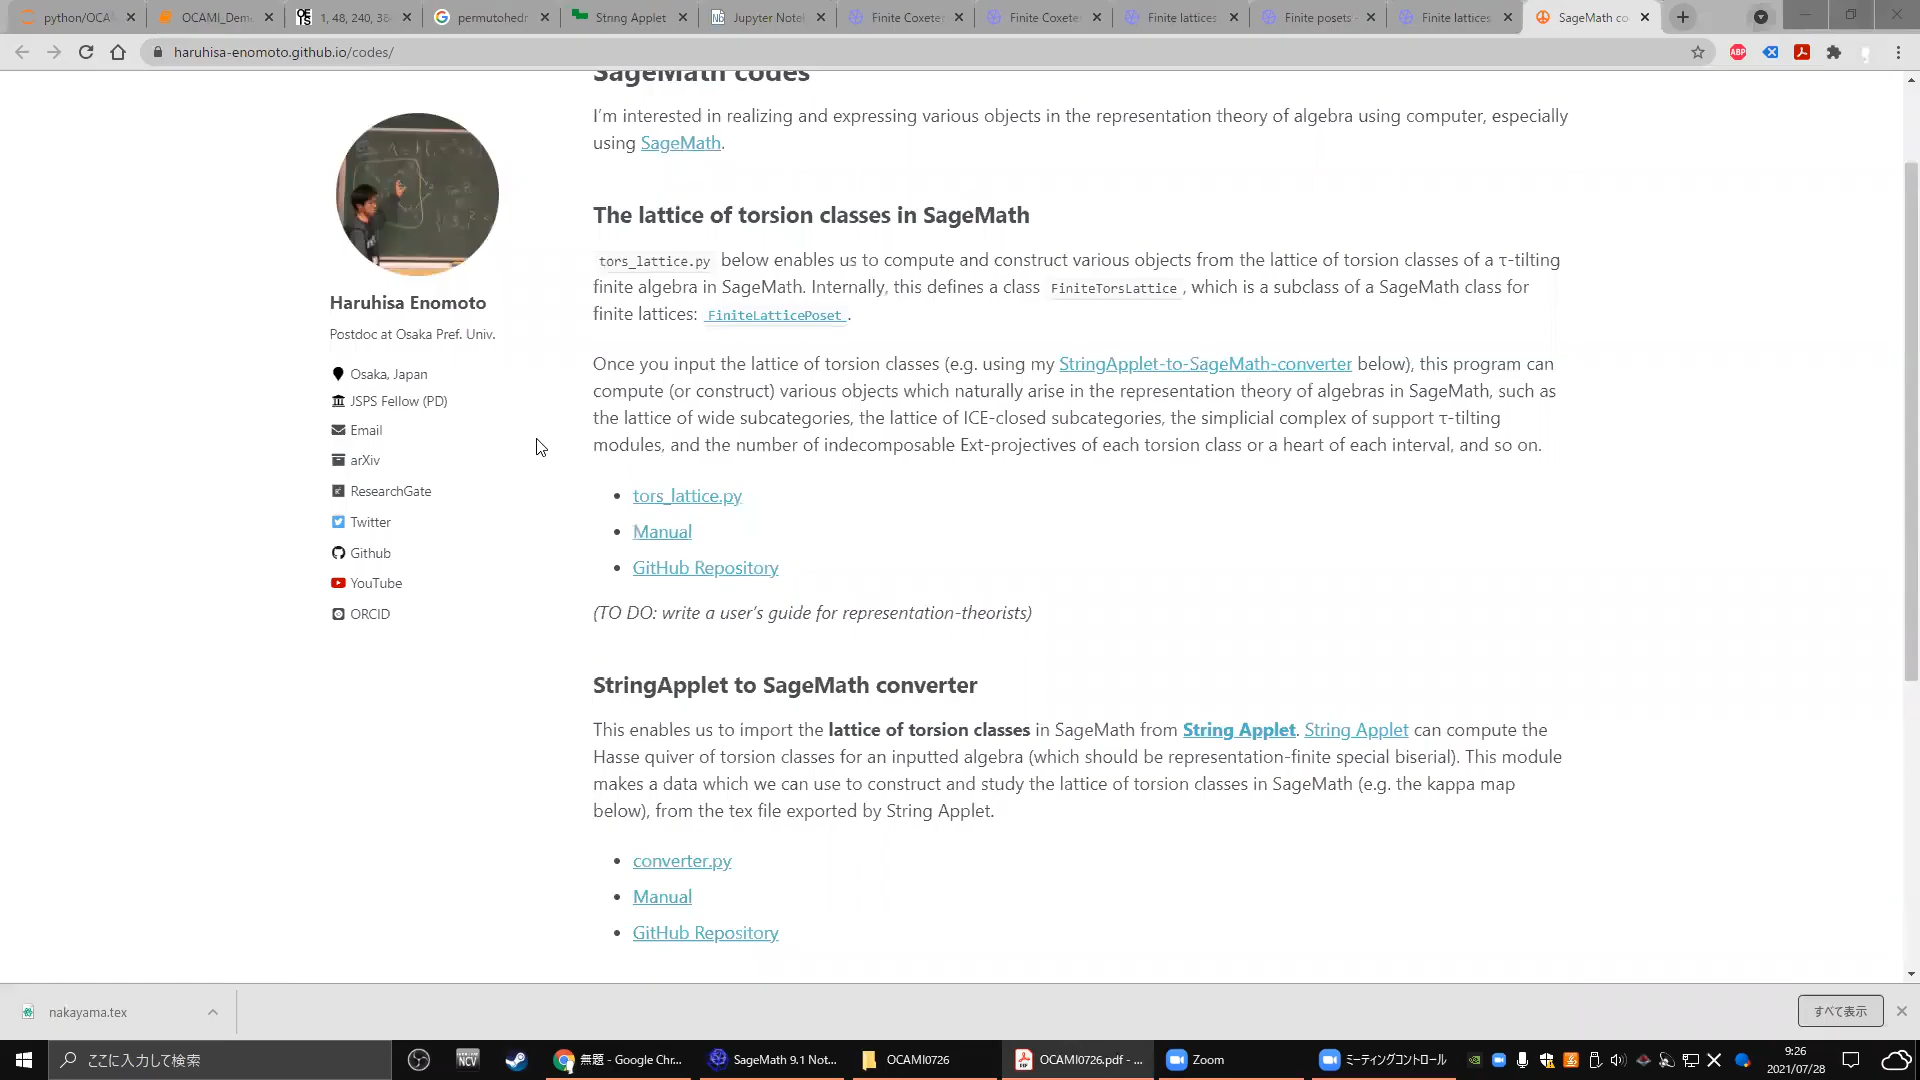 python/OCA
OCAMI_Dem
1, 48, 240, 38
permutohedr
String Applet
Jupyter Note
Finite Coxete
Finite Coxete
Finite lattices
Finite posets
Finite lattices
SageMath co
haruhisa-enomoto.github.io/codes/
SageMath codes
I'm interested in realizing and expressing various objects in the representation theory of algebra using computer, especially
using SageMath.
The lattice of torsion classes in SageMath
tors_lattice.py below enables us to compute and construct various objects from the lattice of torsion classes of a τ-tilting
finite algebra in SageMath. Internally, this defines a class FiniteTorsLattice , which is a subclass of a SageMath class for
finite lattices: FiniteLatticePoset .
Once you input the lattice of torsion classes (e.g. using my StringApplet-to-SageMath-converter below), this program can
compute (or construct) various objects which naturally arise in the representation theory of algebras in SageMath, such as
the lattice of wide subcategories, the lattice of ICE-closed subcategories, the simplicial complex of support τ-tilting
modules, and the number of indecomposable Ext-projectives of each torsion class or a heart of each interval, and so on.
• tors_lattice.py
• Manual
• GitHub Repository
(TO DO: write a user's guide for representation-theorists)
StringApplet to SageMath converter
This enables us to import the lattice of torsion classes in SageMath from String Applet. String Applet can compute the
Hasse quiver of torsion classes for an inputted algebra (which should be representation-finite special biserial). This module
makes a data which we can use to construct and study the lattice of torsion classes in SageMath (e.g. the kappa map
below), from the tex file exported by String Applet.
• converter.py
• Manual
• GitHub Repository
Haruhisa Enomoto
Postdoc at Osaka Pref. Univ.
Osaka, Japan
JSPS Fellow (PD)
Email
arXiv
ResearchGate
Twitter
Github
YouTube
ORCID
nakayama.tex
すべて表示
ここに入力して検索
NCV
無題 - Google Chr...
SageMath 9.1 Not...
OCAMI0726
OCAMI0726.pdf - ...
Zoom
ミーティングコントロール
9:26
2021/07/28